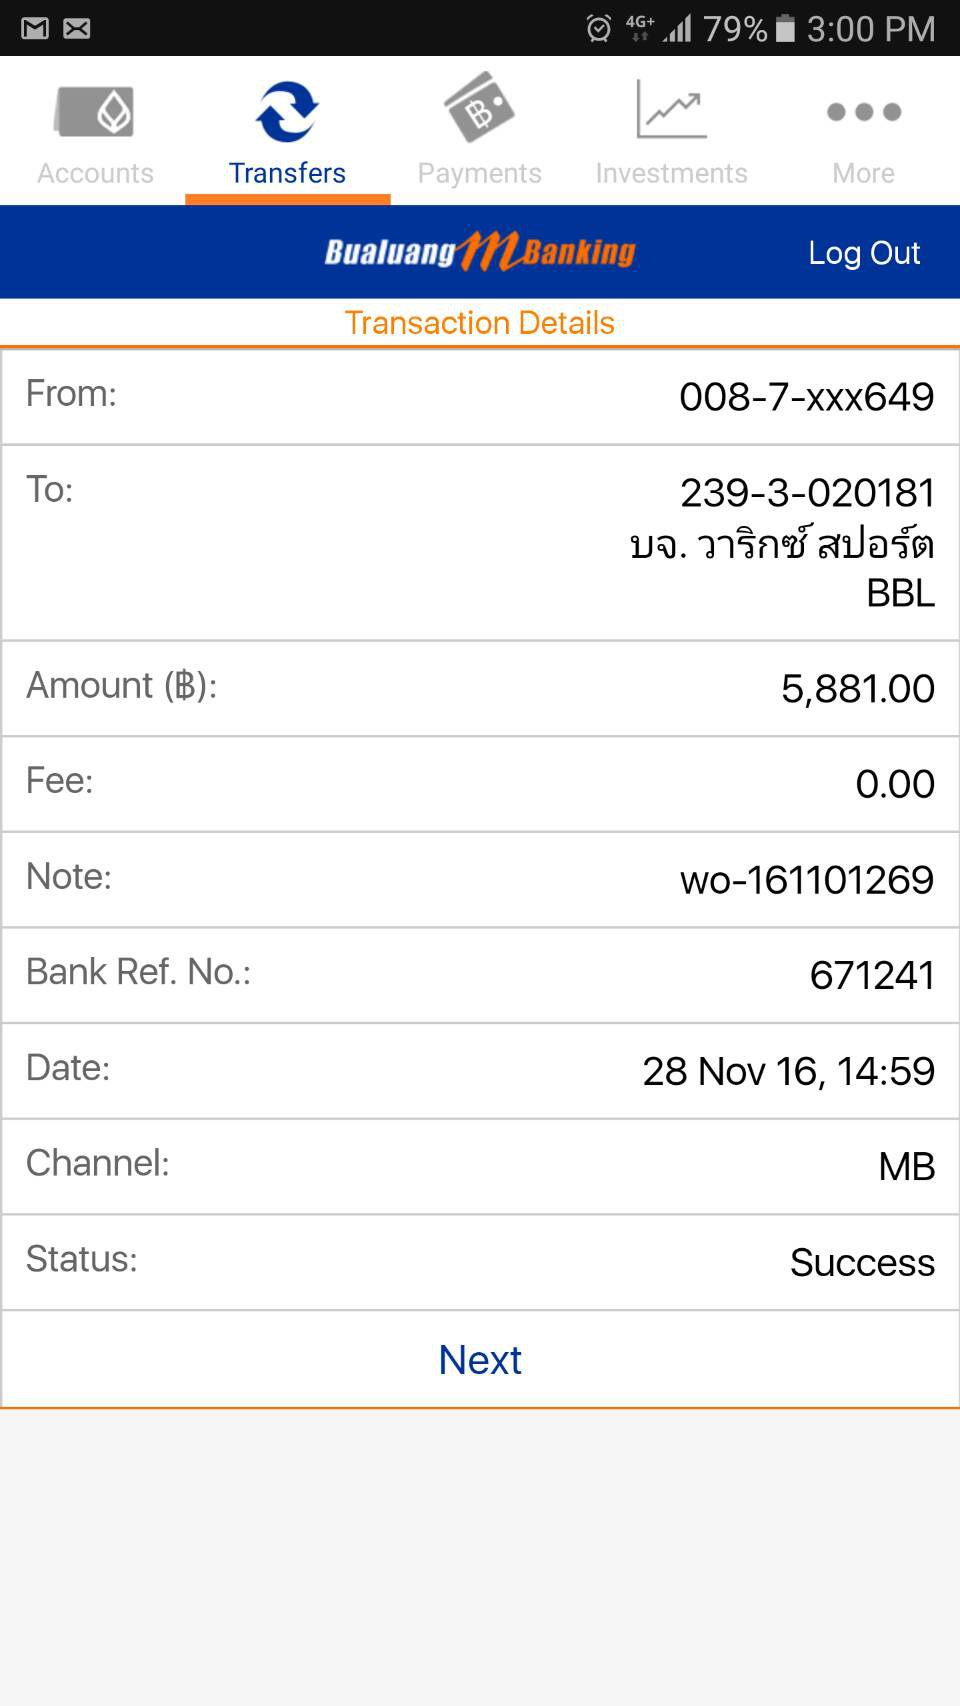 4G+ 79% 3:00 PM
Accounts Transfers Payments Investments More
Bualuang mBanking Log Out
Transaction Details
From: 008-7-xxx649
To: 239-3-020181
บจ. วาริกซ์ สปอร์ต
BBL
Amount (฿): 5,881.00
Fee: 0.00
Note: wo-161101269
Bank Ref. No.: 671241
Date: 28 Nov 16, 14:59
Channel: MB
Status: Success
Next